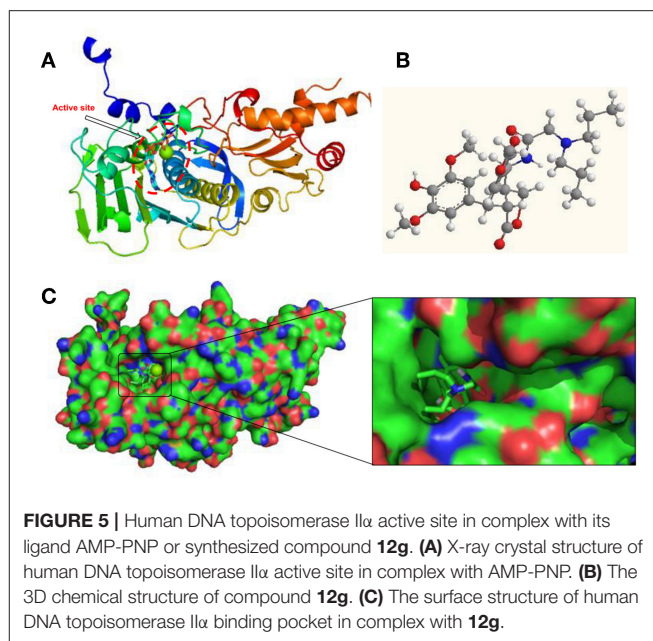 A
B
Active site
C
FIGURE 5 | Human DNA topoisomerase IIα active site in complex with its
ligand AMP-PNP or synthesized compound 12g. (A) X-ray crystal structure of
human DNA topoisomerase IIα active site in complex with AMP-PNP. (B) The
3D chemical structure of compound 12g. (C) The surface structure of human
DNA topoisomerase IIα binding pocket in complex with 12g.